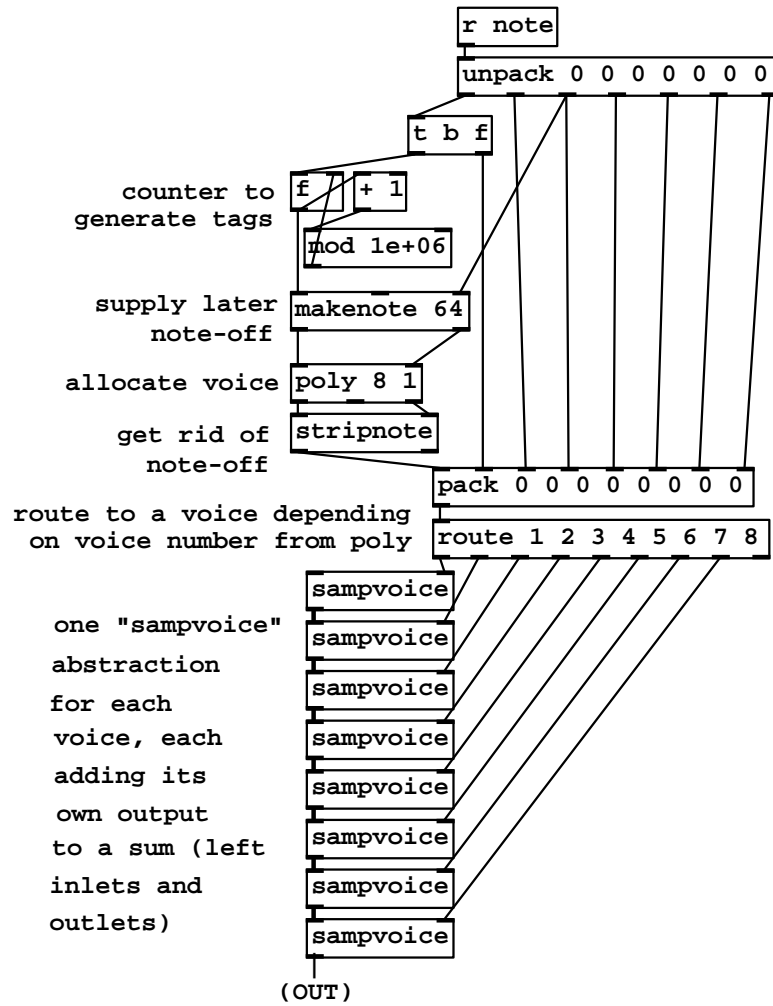 r note
unpack 0 0 0 0 0 0 0
t b f
counter to
generate tags
f
+ 1
mod 1e+06
supply later
note-off
makenote 64
allocate voice
poly 8 1
get rid of
note-off
stripnote
pack 0 0 0 0 0 0 0 0
route to a voice depending
on voice number from poly
route 1 2 3 4 5 6 7 8
sampvoice
sampvoice
sampvoice
sampvoice
sampvoice
sampvoice
sampvoice
sampvoice
one "sampvoice"
abstraction
for each
voice, each
adding its
own output
to a sum (left
inlets and
outlets)
(OUT)